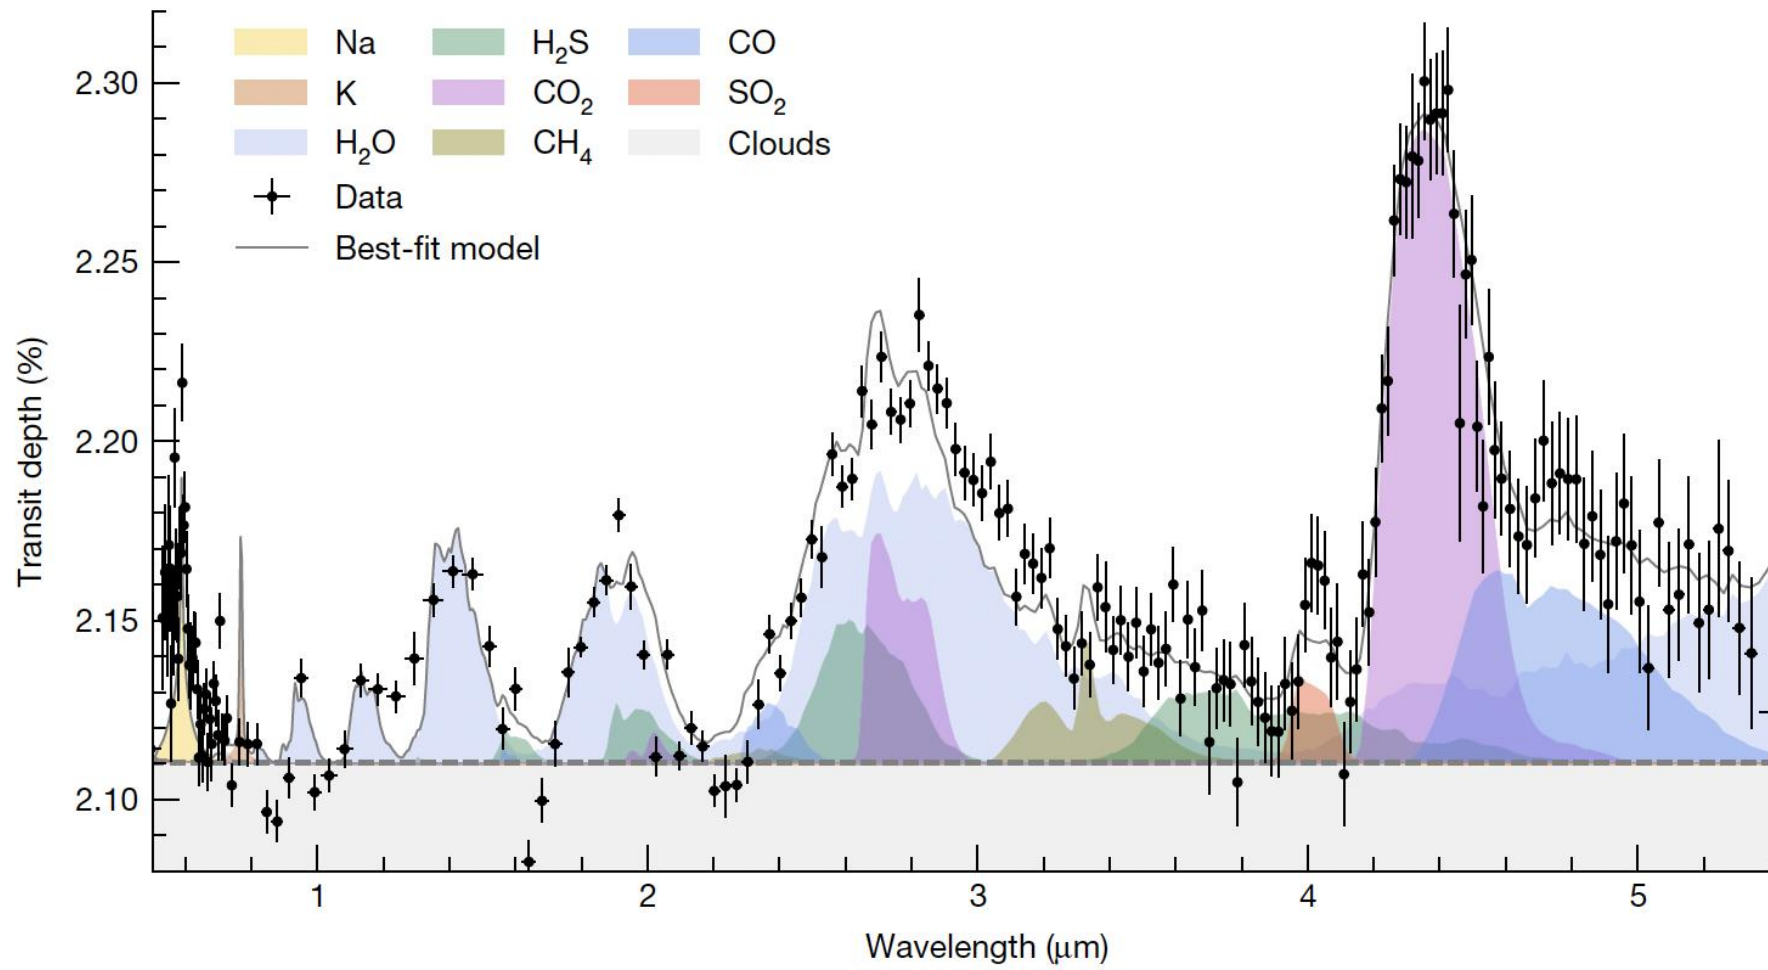 Na
K
H₂O
H₂S
CO₂
CH₄
CO
SO₂
Clouds
Data
Best-fit model
Transit depth (%)
2.30
2.25
2.20
2.15
2.10
1
2
3
4
5
Wavelength (μm)